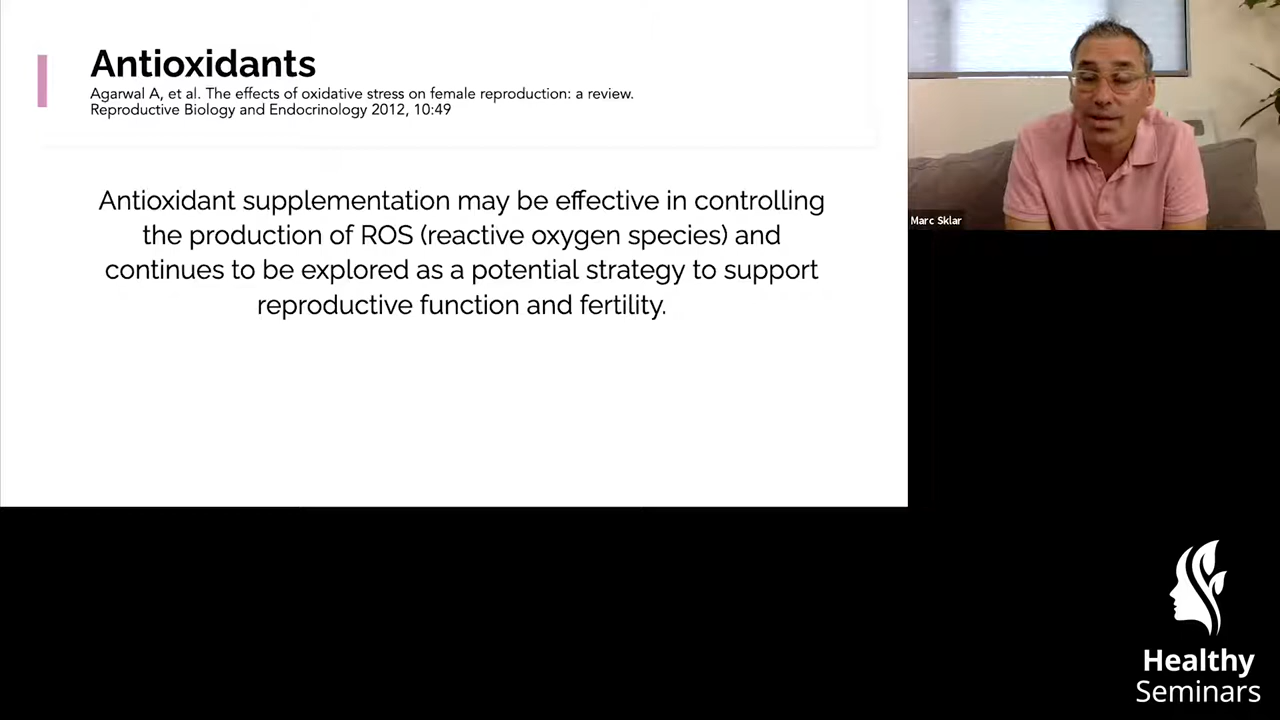 Antioxidants
Agarwal A, et al. The effects of oxidative stress on female reproduction: a review.
Reproductive Biology and Endocrinology 2012, 10:49
Antioxidant supplementation may be effective in controlling
the production of ROS (reactive oxygen species) and
continues to be explored as a potential strategy to support
reproductive function and fertility.
Marc Sklar
Healthy
Seminars